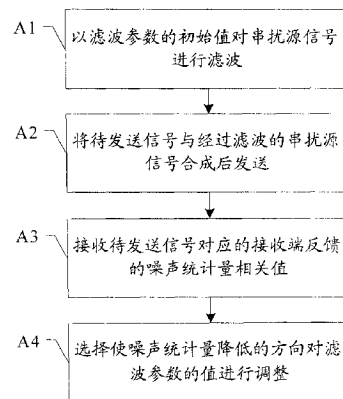 A1
以滤波参数的初始值对串扰源信号
进行滤波
A2
将待发送信号与经过滤波的串扰源
信号合成后发送
A3
接收待发送信号对应的接收端反馈
的噪声统计量相关值
A4
选择使噪声统计量降低的方向对滤
波参数的值进行调整